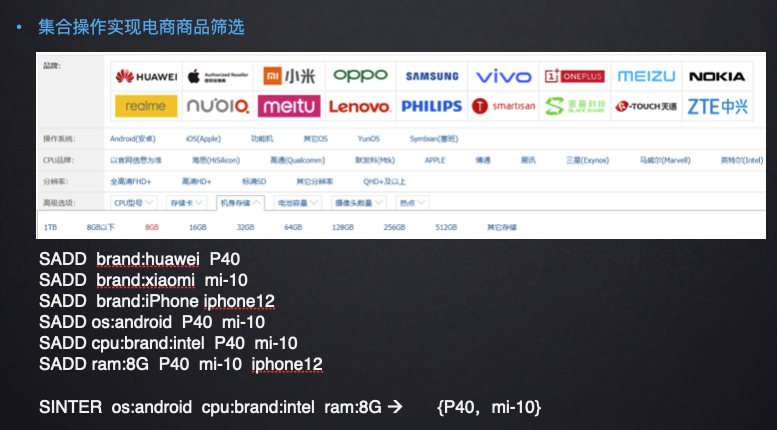 • 集合操作实现电商商品筛选
品牌:
HUAWEI Authorized Reseller 小米 oppo SAMSUNG vivo ONEPLUS MEIZU NOKIA
realme nubia meitu Lenovo PHILIPS smartisan 黑鲨科技 BLACK SHARK K-TOUCH天语 ZTE中兴
操作系统: Android(安卓) iOS(Apple) 功能机 其它OS YunOS Symbian(塞班)
CPU品牌: 以官网信息为准 海思(HiSilicon) 高通(Qualcomm) 联发科(Mtk) APPLE 博通 展讯 三星(Exynos) 马威尔(Marvell) 英特尔(Intel)
分辨率: 全高清FHD+ 高清HD+ 标清SD 其它分辨率 QHD+及以上
高级选项: CPU型号 存储卡 机身存储 电池容量 摄像头数量 热点
1TB 8GB以下 8GB 16GB 32GB 64GB 128GB 256GB 512GB 其它存储
SADD brand:huawei P40
SADD brand:xiaomi mi-10
SADD brand:iPhone iphone12
SADD os:android P40 mi-10
SADD cpu:brand:intel P40 mi-10
SADD ram:8G P40 mi-10 iphone12
SINTER os:android cpu:brand:intel ram:8G → {P40，mi-10}